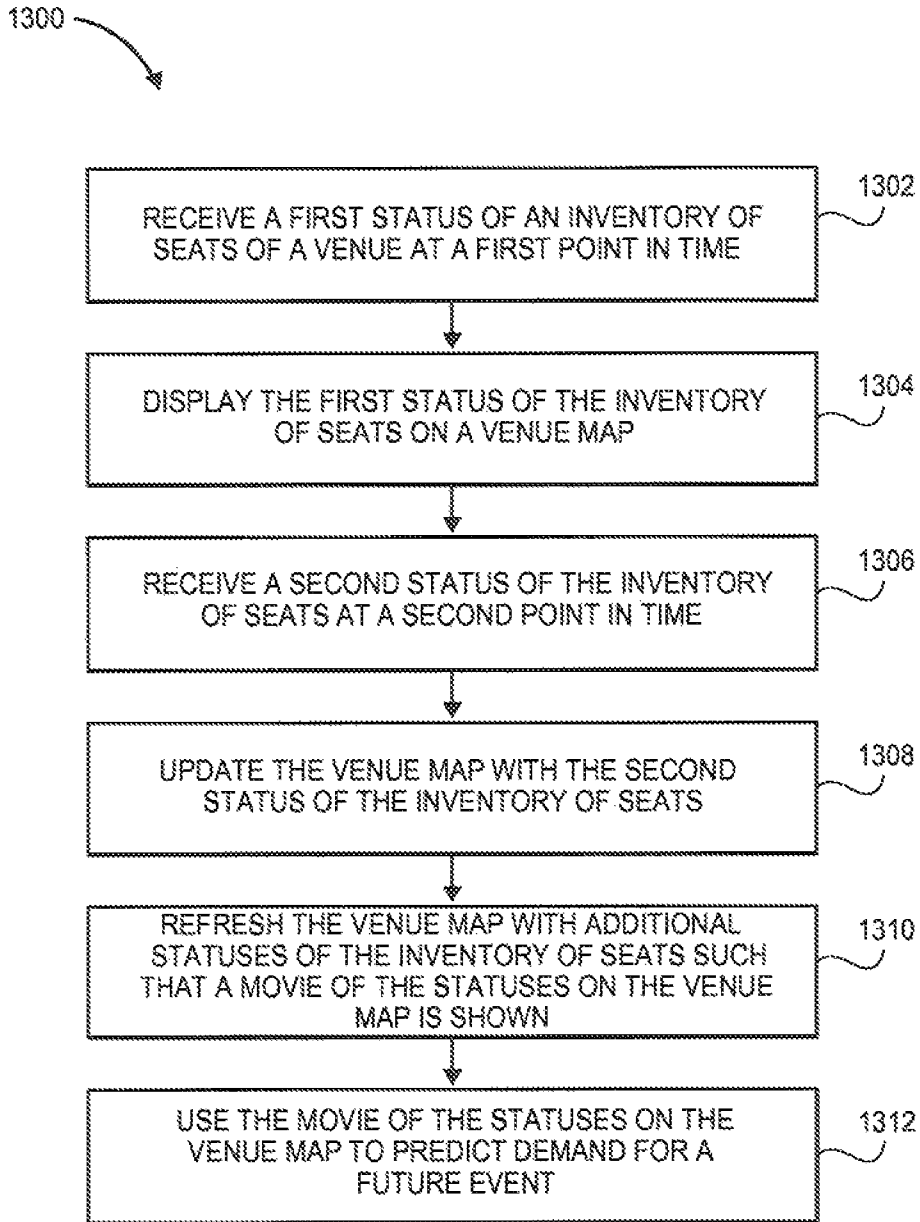 1300
RECEIVE A FIRST STATUS OF AN INVENTORY OF
SEATS OF A VENUE AT A FIRST POINT IN TIME
1302
DISPLAY THE FIRST STATUS OF THE INVENTORY
OF SEATS ON A VENUE MAP
1304
RECEIVE A SECOND STATUS OF THE INVENTORY
OF SEATS AT A SECOND POINT IN TIME
1306
UPDATE THE VENUE MAP WITH THE SECOND
STATUS OF THE INVENTORY OF SEATS
1308
REFRESH THE VENUE MAP WITH ADDITIONAL
STATUSES OF THE INVENTORY OF SEATS SUCH
THAT A MOVIE OF THE STATUSES ON THE VENUE
MAP IS SHOWN
1310
USE THE MOVIE OF THE STATUSES ON THE
VENUE MAP TO PREDICT DEMAND FOR A
FUTURE EVENT
1312